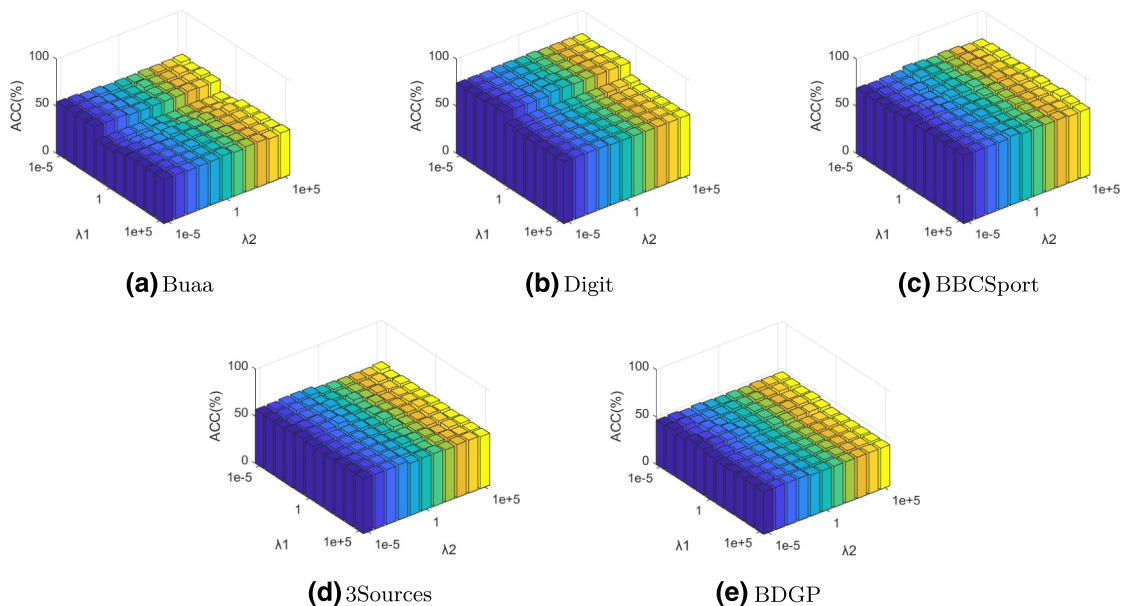 100
50
0
ACC(%)
1e-5
1
1e+5
λ1
1e-5
1
1e+5
λ2
(a) Buaa
100
50
0
ACC(%)
1e-5
1
1e+5
λ1
1e-5
1
1e+5
λ2
(b) Digit
100
50
0
ACC(%)
1e-5
1
1e+5
λ1
1e-5
1
1e+5
λ2
(c) BBCSport
100
50
0
ACC(%)
1e-5
1
1e+5
λ1
1e-5
1
1e+5
λ2
(d) 3Sources
100
50
0
ACC(%)
1e-5
1
1e+5
λ1
1e-5
1
1e+5
λ2
(e) BDGP